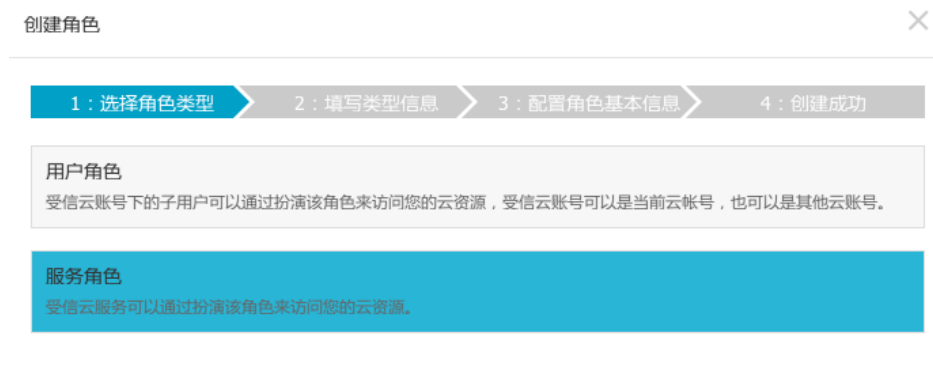 创建角色
1：选择角色类型 2：填写类型信息 3：配置角色基本信息 4：创建成功
用户角色
受信云账号下的子用户可以通过扮演该角色来访问您的云资源，受信云账号可以是当前云帐号，也可以是其他云账号。
服务角色
受信云服务可以通过扮演该角色来访问您的云资源。